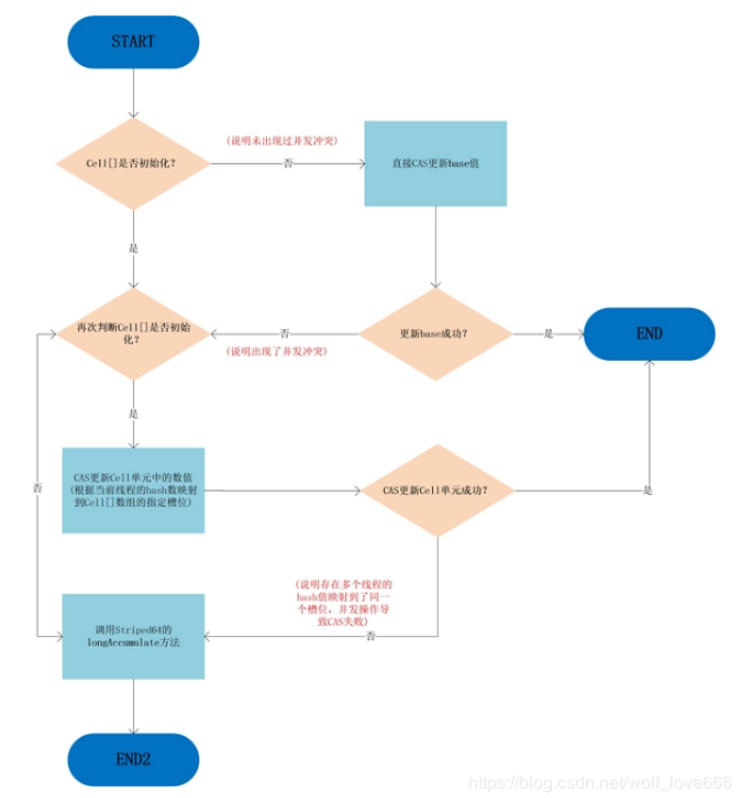 START
Cell[]是否初始化?
(说明未出现过并发冲突)
否
直接CAS更新base值
是
再次判断Cell[]是否初始
化?
否
(说明出现了并发冲突)
更新base成功?
是
END
是
CAS更新Cell单元中的数值
(根据当前线程的hash数映射
到Cell[]数组的指定槽位)
CAS更新Cell单元成功?
是
否
(说明存在多个线程的
hash值映射到了同一
个槽位，并发操作导
致CAS失败)
否
调用Striped64的
longAccumulate方法
END2
https://blog.csdn.net/wolf_love666